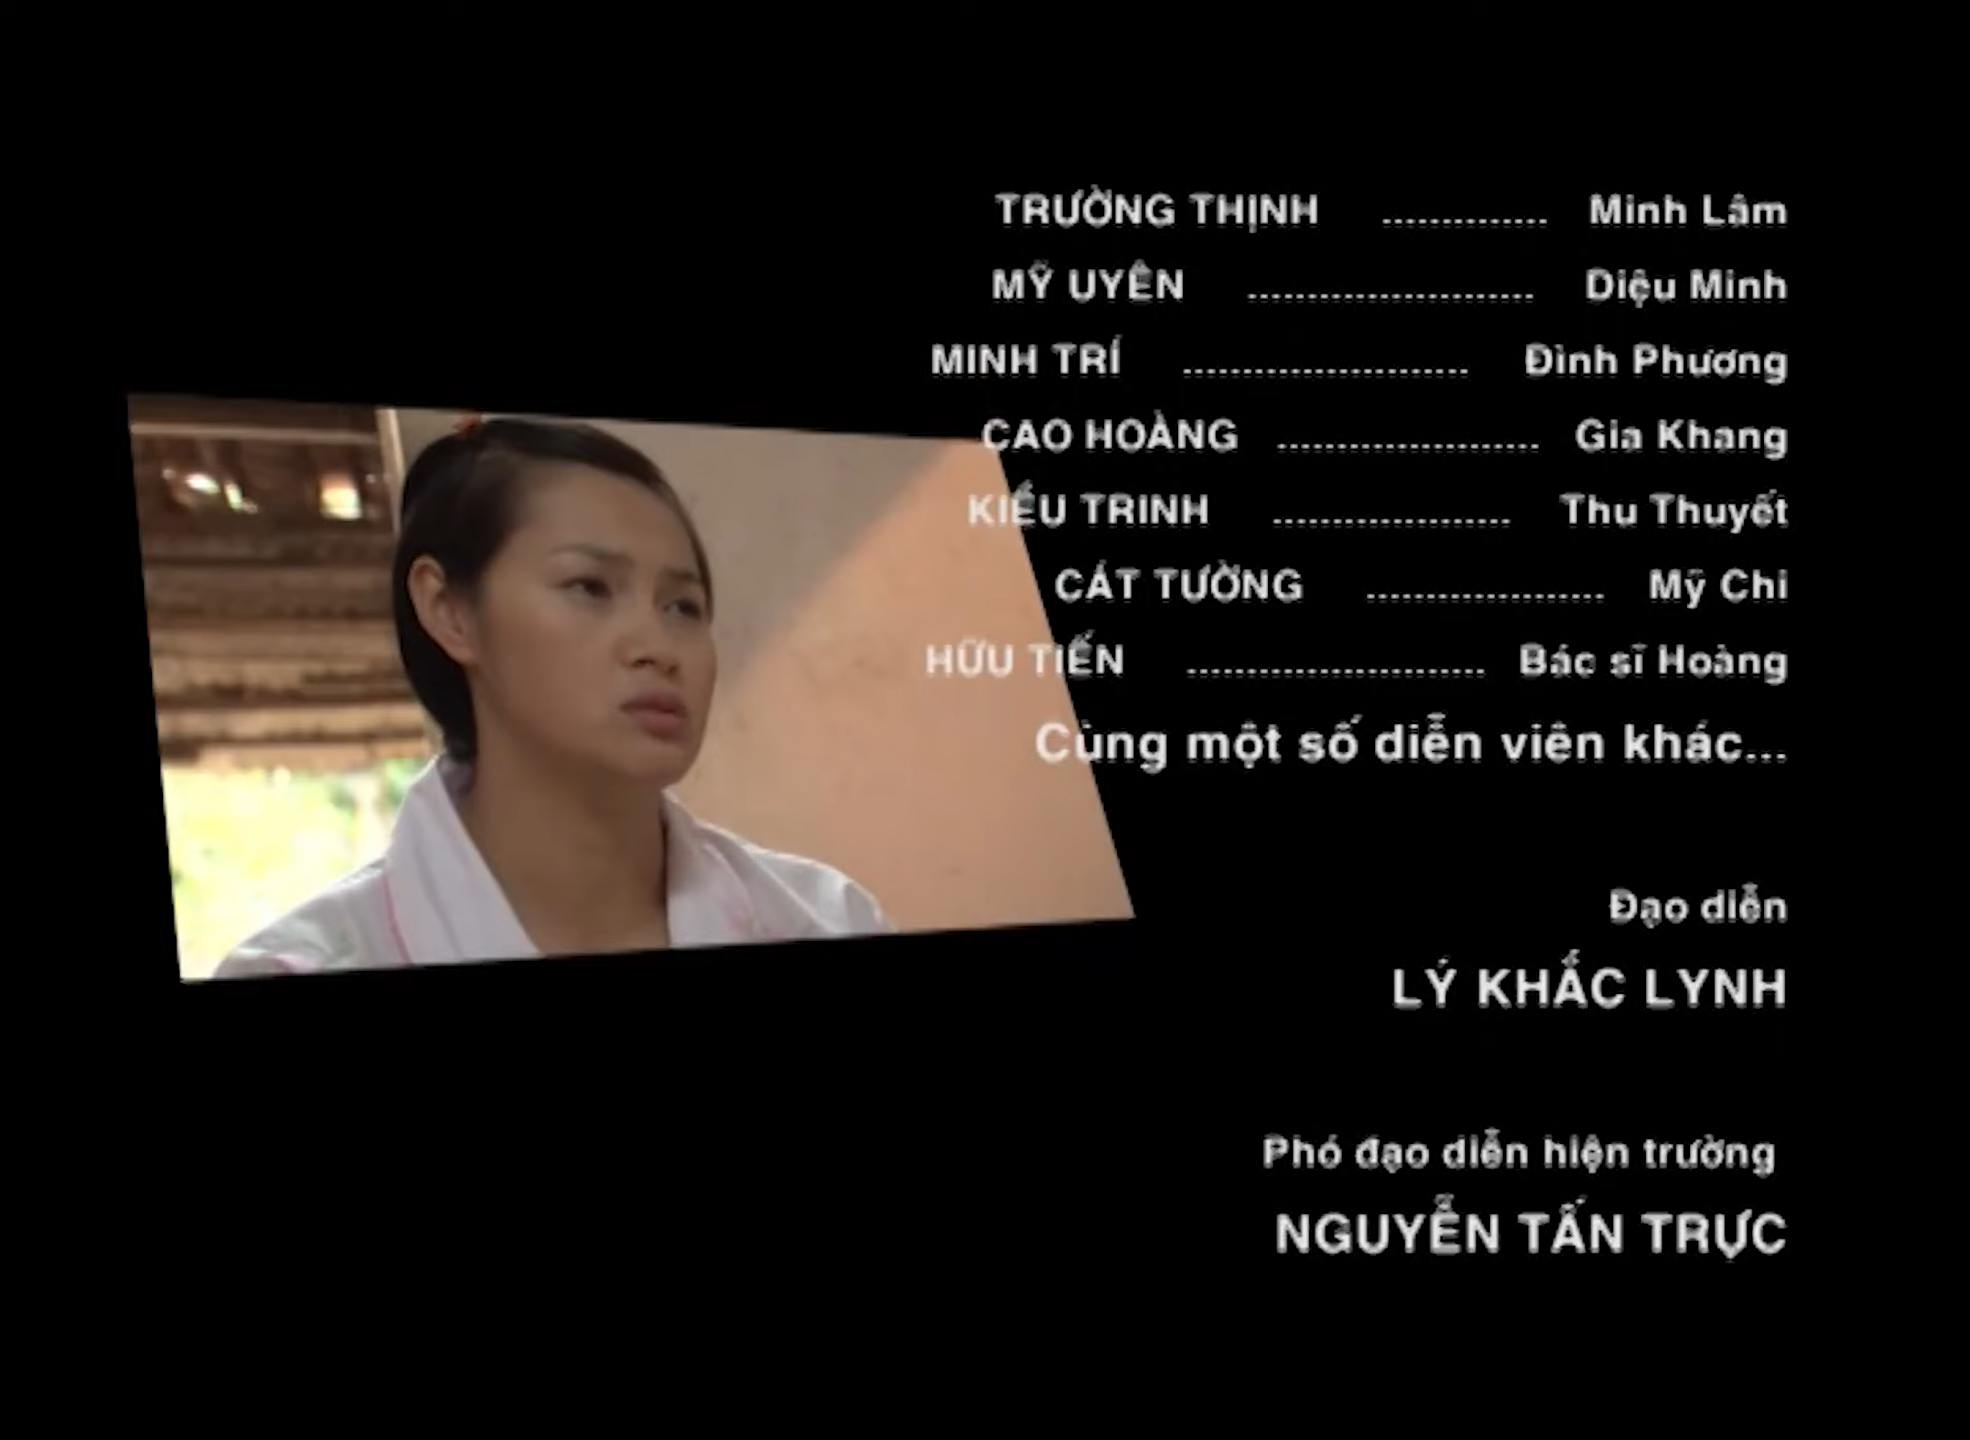 TRƯỜNG THỊNH .............. Minh Lâm
MỸ UYÊN ........................ Diệu Minh
MINH TRÍ ........................ Đình Phương
CAO HOÀNG ...................... Gia Khang
KIỀU TRINH .................... Thu Thuyết
CÁT TƯỜNG .................... Mỹ Chi
HỮU TIẾN ......................... Bác sĩ Hoàng
Cùng một số diễn viên khác...
Đạo diễn
LÝ KHẮC LYNH
Phó đạo diễn hiện trường
NGUYỄN TẤN TRỰC